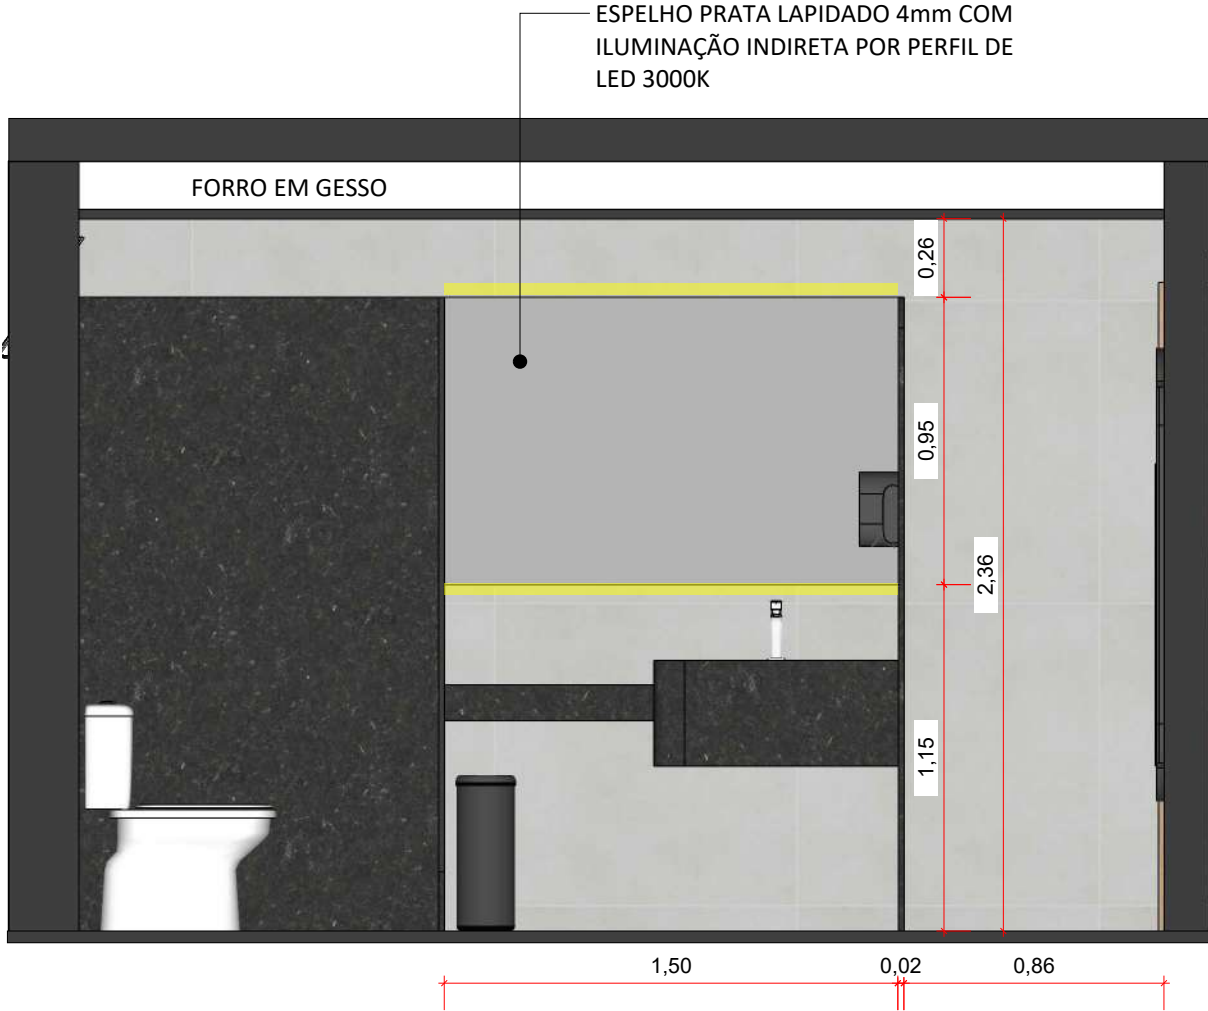 ESPELHO PRATA LAPIDADO 4mm COM
ILUMINAÇÃO INDIRETA POR PERFIL DE
LED 3000K
FORRO EM GESSO
0,26
0,95
2,36
1,15
1,50
0,02
0,86